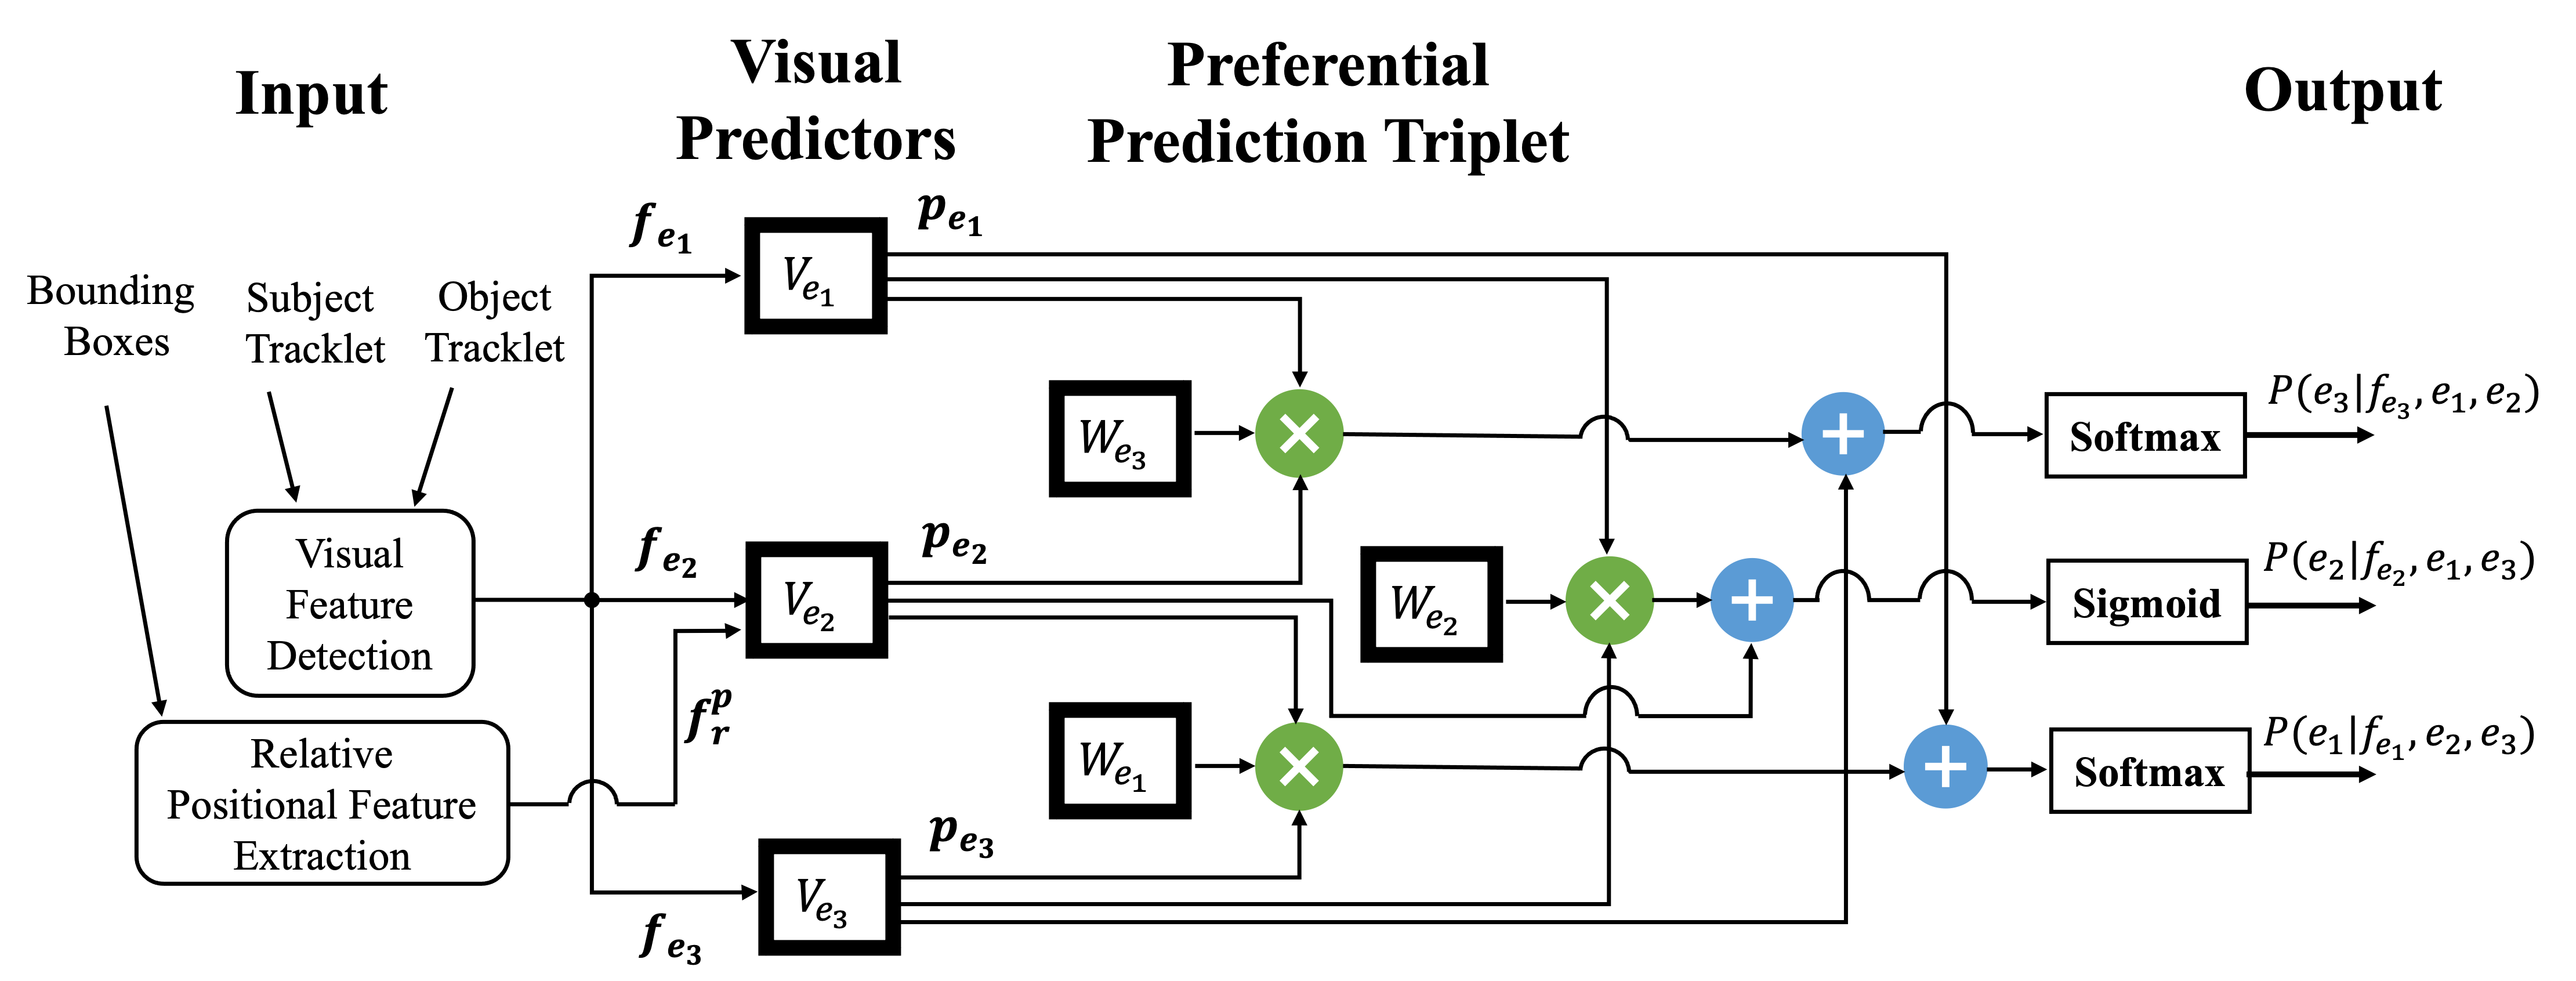 Input
Visual
Predictors
Preferential
Prediction Triplet
Output
Bounding
Boxes
Subject
Tracklet
Object
Tracklet
Visual
Feature
Detection
Relative
Positional Feature
Extraction
f_{e_1}
f_{e_2}
f_r^p
f_{e_3}
V_{e_1}
V_{e_2}
V_{e_3}
p_{e_1}
p_{e_2}
p_{e_3}
W_{e_3}
×
+
W_{e_2}
×
+
W_{e_1}
×
+
Softmax
P(e_3|f_{e_3}, e_1, e_2)
Sigmoid
P(e_2|f_{e_2}, e_1, e_3)
Softmax
P(e_1|f_{e_1}, e_2, e_3)